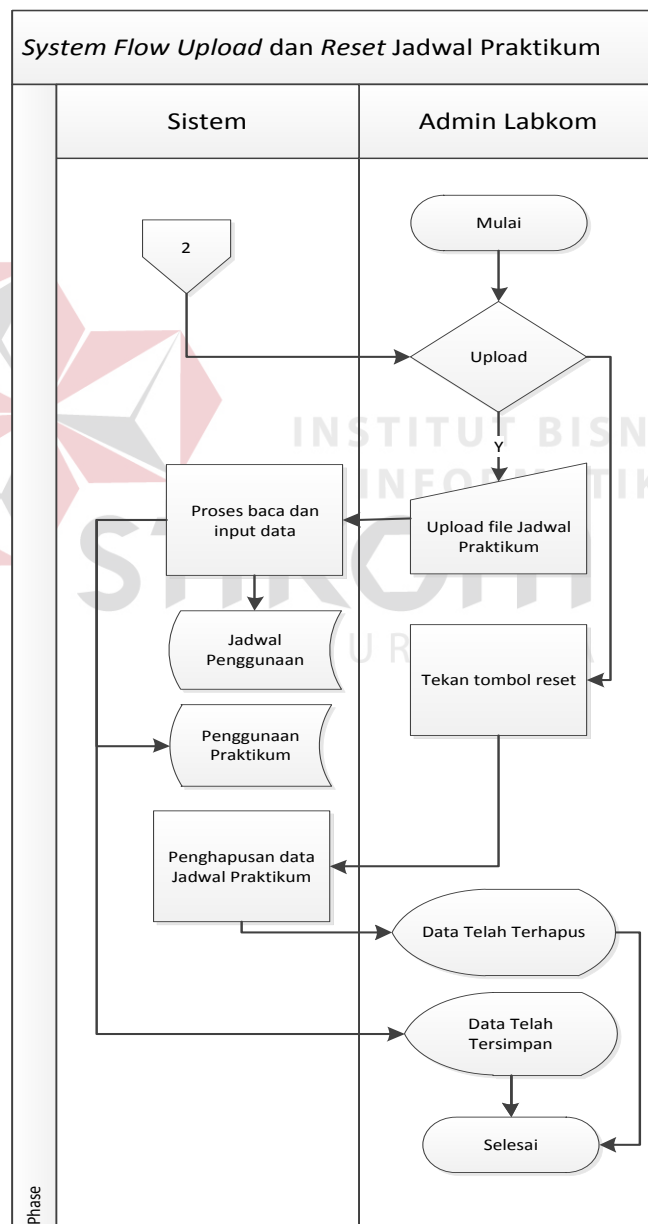 System Flow Upload dan Reset Jadwal Praktikum
Sistem
Admin Labkom
2
Mulai
Upload
Y
Upload file Jadwal
Praktikum
Proses baca dan
input data
Jadwal
Penggunaan
Tekan tombol reset
Penggunaan
Praktikum
Penghapusan data
Jadwal Praktikum
Data Telah Terhapus
Data Telah
Tersimpan
Selesai
Phase
INSTITUT